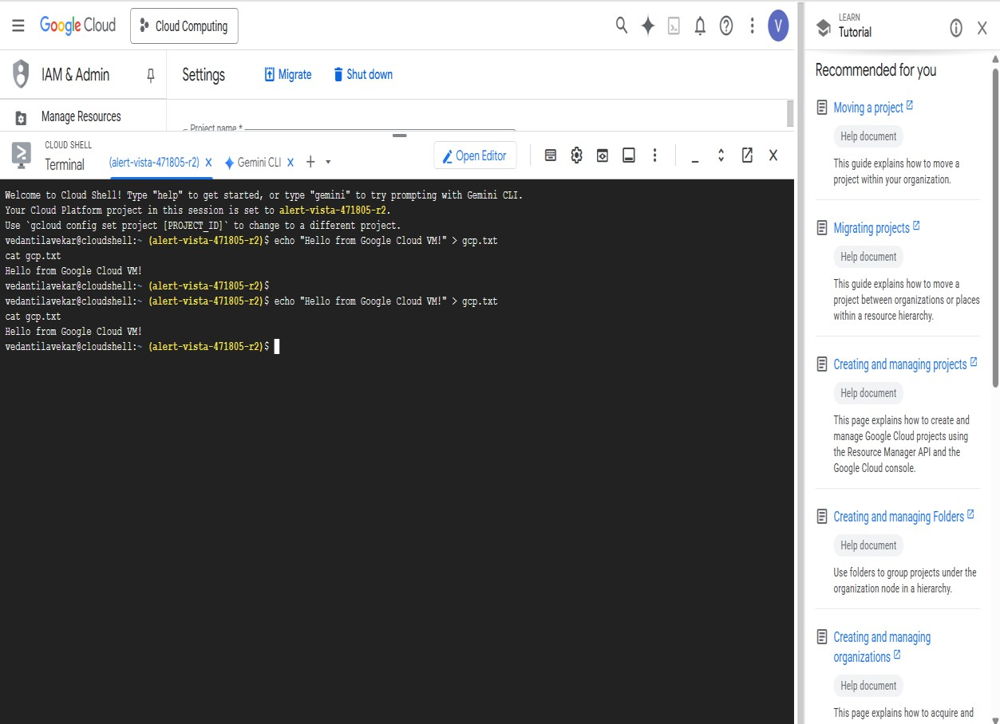 Google Cloud
Cloud Computing
V
IAM & Admin
Settings
Migrate
Shut down
Manage Resources
Project name *
CLOUD SHELL
Terminal
(alert-vista-471805-r2)
Gemini CLI
Open Editor
Welcome to Cloud Shell! Type "help" to get started, or type "gemini" to try prompting with Gemini CLI.
Your Cloud Platform project in this session is set to alert-vista-471805-r2.
Use `gcloud config set project [PROJECT_ID]` to change to a different project.
vedantilavekar@cloudshell:~ (alert-vista-471805-r2)$ echo "Hello from Google Cloud VM!" > gcp.txt
cat gcp.txt
Hello from Google Cloud VM!
vedantilavekar@cloudshell:~ (alert-vista-471805-r2)$
vedantilavekar@cloudshell:~ (alert-vista-471805-r2)$ echo "Hello from Google Cloud VM!" > gcp.txt
cat gcp.txt
Hello from Google Cloud VM!
vedantilavekar@cloudshell:~ (alert-vista-471805-r2)$
LEARN
Tutorial
Recommended for you
Moving a project
Help document
This guide explains how to move a
project within your organization.
Migrating projects
Help document
This guide explains how to move a
project between organizations or places
within a resource hierarchy.
Creating and managing projects
Help document
This page explains how to create and
manage Google Cloud projects using
the Resource Manager API and the
Google Cloud console.
Creating and managing Folders
Help document
Use folders to group projects under the
organization node in a hierarchy.
Creating and managing
organizations
Help document
This page explains how to acquire and